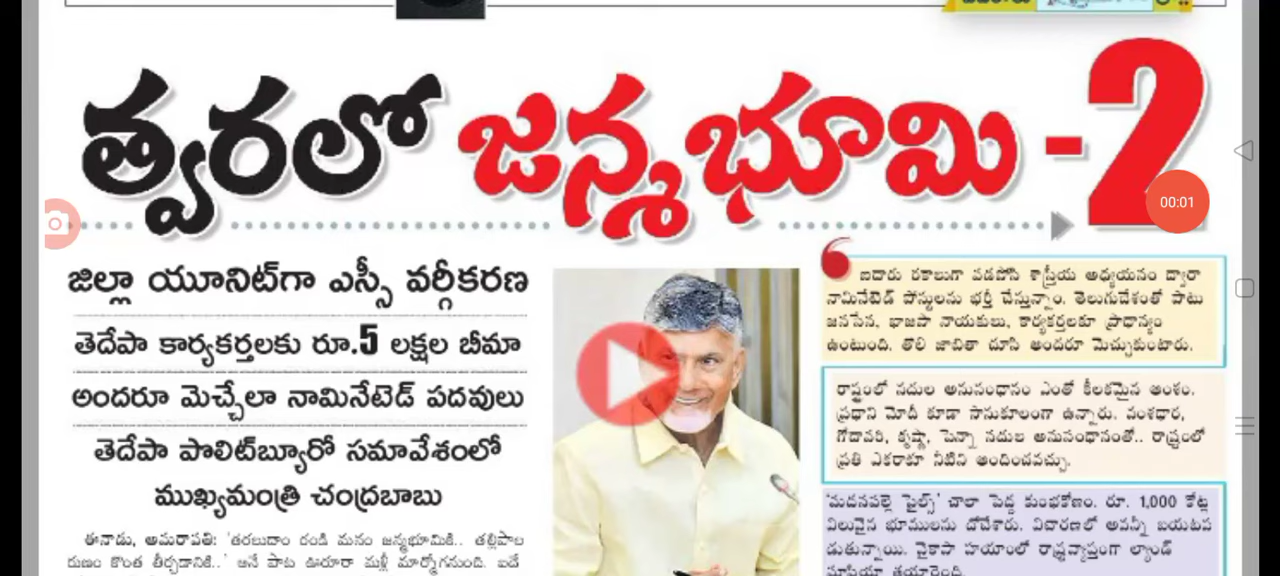 త్వరలో జన్మభూమి -2
00:01
జిల్లా యూనిట్‌గా ఎస్సీ వర్గీకరణ
తెదేపా కార్యకర్తలకు రూ.5 లక్షల బీమా
అందరూ మెచ్చేలా నామినేటెడ్ పదవులు
తెదేపా పొలిట్‌బ్యూరో సమావేశంలో
ముఖ్యమంత్రి చంద్రబాబు
ఈనాడు, అమరావతి: 'తరలుదాం రండి మనం జన్మభూమికి.. తల్లిపాల
రుణం కొంత తీర్చడానికి..' అనే పాట ఊరూరా మళ్లీ మార్మోగనుంది. ఐదే
ఐదారు రకాలుగా వడపోసి శాస్త్రీయ అధ్యయనం ద్వారా
నామినేటెడ్ పోస్టులను భర్తీ చేస్తున్నాం. తెలుగుదేశంతో పాటు
జనసేన, భాజపా నాయకులు, కార్యకర్తలకూ ప్రాధాన్యం
ఉంటుంది. తొలి జాబితా చూసి అందరూ మెచ్చుకుంటారు.
రాష్ట్రంలో నదుల అనుసంధానం ఎంతో కీలకమైన అంశం.
ప్రధాని మోదీ కూడా సానుకూలంగా ఉన్నారు. వంశధార,
గోదావరి, కృష్ణా, పెన్నా నదుల అనుసంధానంతో.. రాష్ట్రంలో
ప్రతి ఎకరాకూ నీటిని అందించవచ్చు.
'మదనపల్లె ఫైల్స్' చాలా పెద్ద కుంభకోణం. రూ. 1,000 కోట్ల
విలువైన భూములను దోచేశారు. విచారణలో అవన్నీ బయటప
డుతున్నాయి. వైకాపా హయాంలో రాష్ట్రవ్యాప్తంగా ల్యాండ్
మాఫియా తయారైంది.